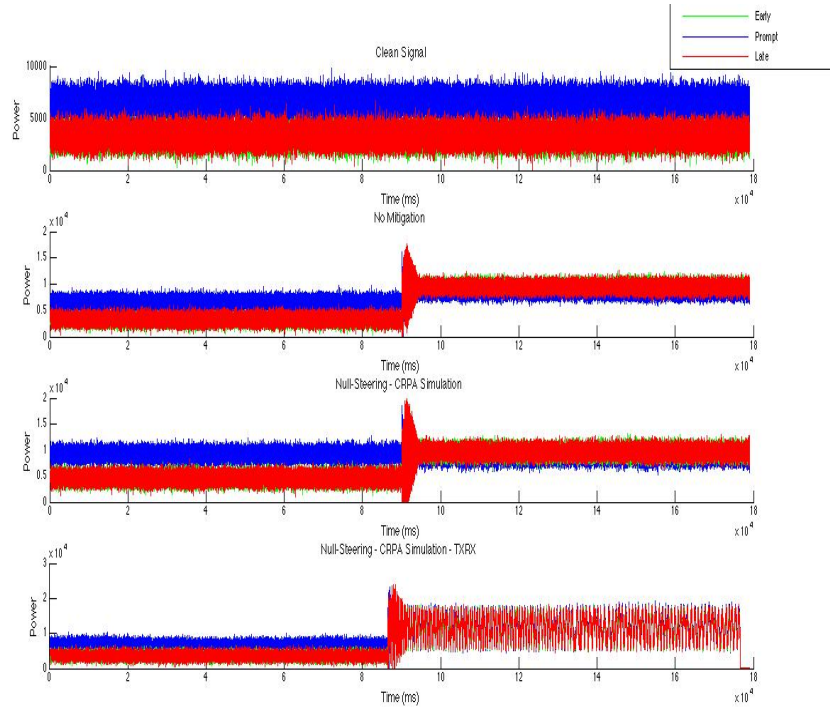 Early
Prompt
Late
Clean Signal
10000
5000
0
Power
0 2 4 6 8 10 12 14 16 18
Time (ms)
x 10^4
No Mitigation
x 10^4
2
1.5
1
0.5
0
Power
0 2 4 6 8 10 12 14 16 18
Time (ms)
x 10^4
Null-Steering - CRPA Simulation
x 10^4
2
1.5
1
0.5
0
Power
0 2 4 6 8 10 12 14 16 18
Time (ms)
x 10^4
Null-Steering - CRPA Simulation - TXRX
x 10^4
3
2
1
0
Power
0 2 4 6 8 10 12 14 16 18
Time (ms)
x 10^4